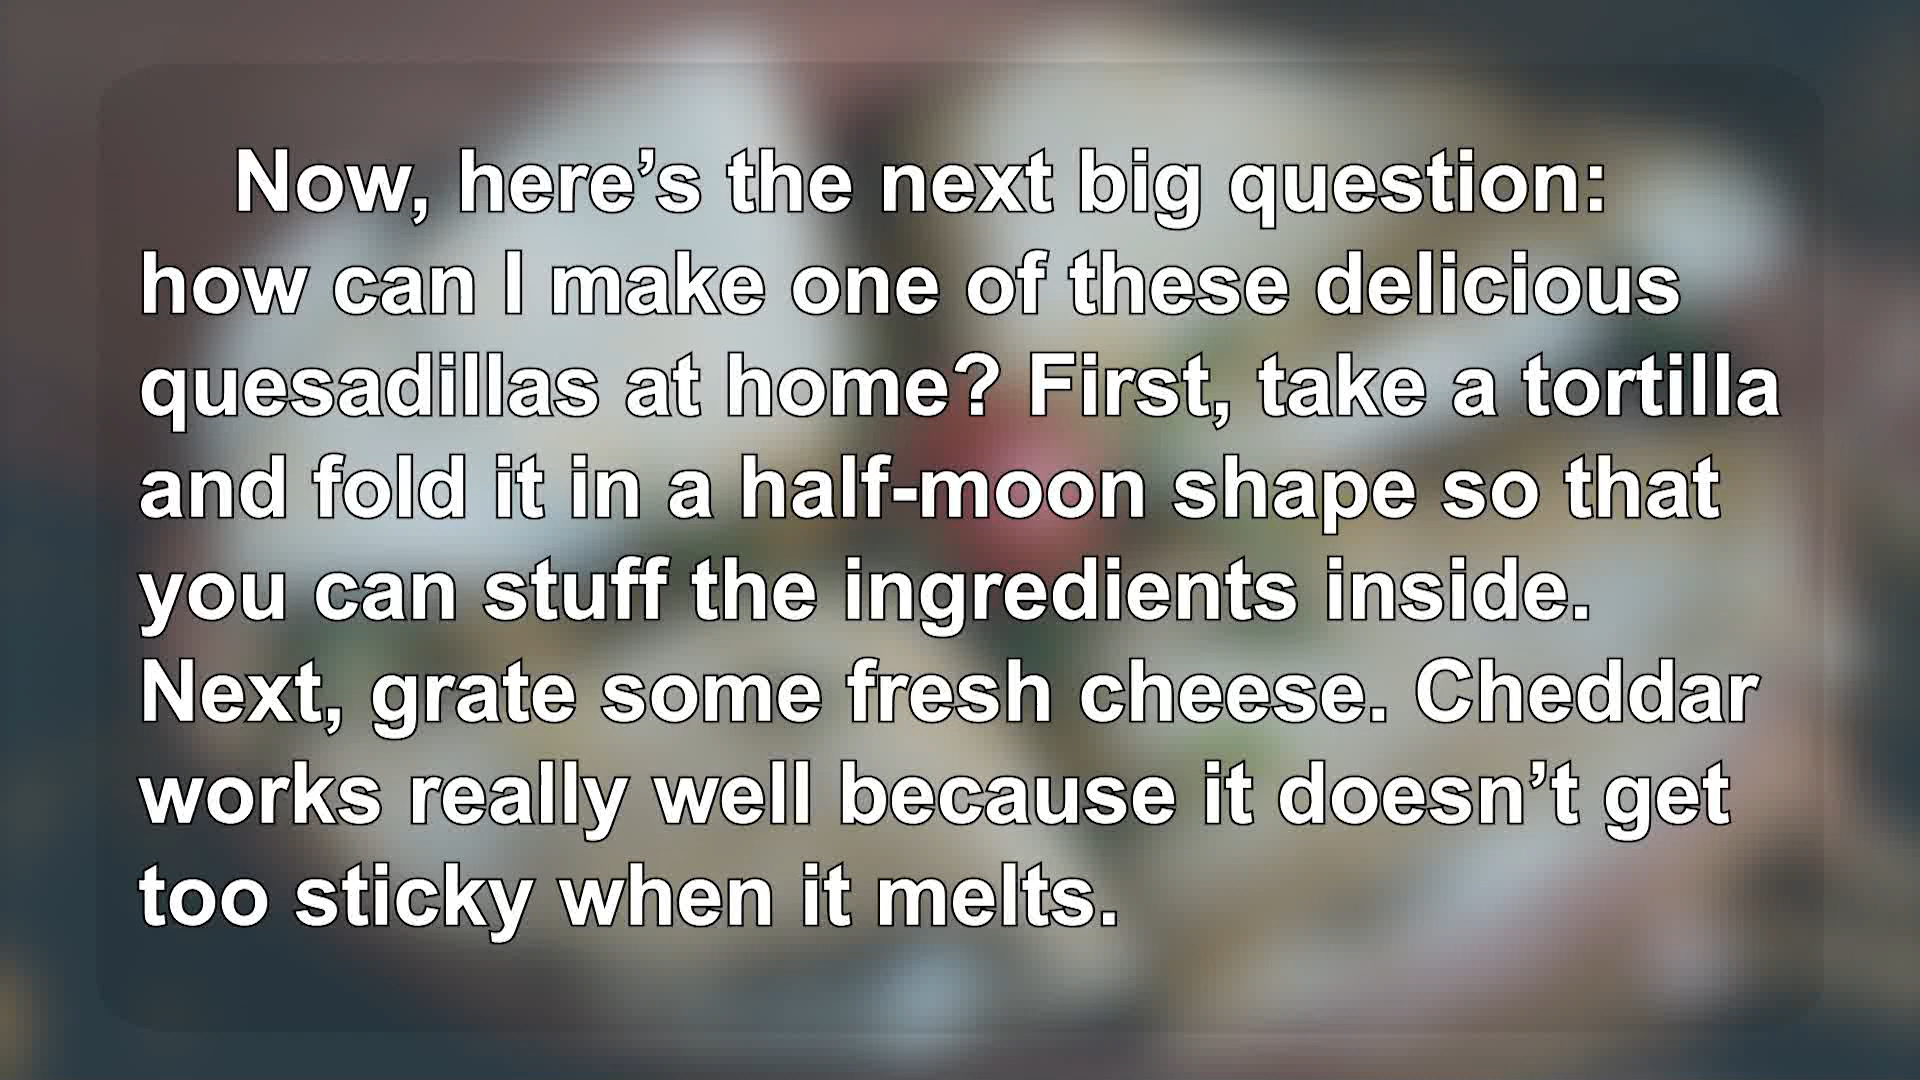 Now, here’s the next big question:
how can I make one of these delicious
quesadillas at home? First, take a tortilla
and fold it in a half-moon shape so that
you can stuff the ingredients inside.
Next, grate some fresh cheese. Cheddar
works really well because it doesn’t get
too sticky when it melts.